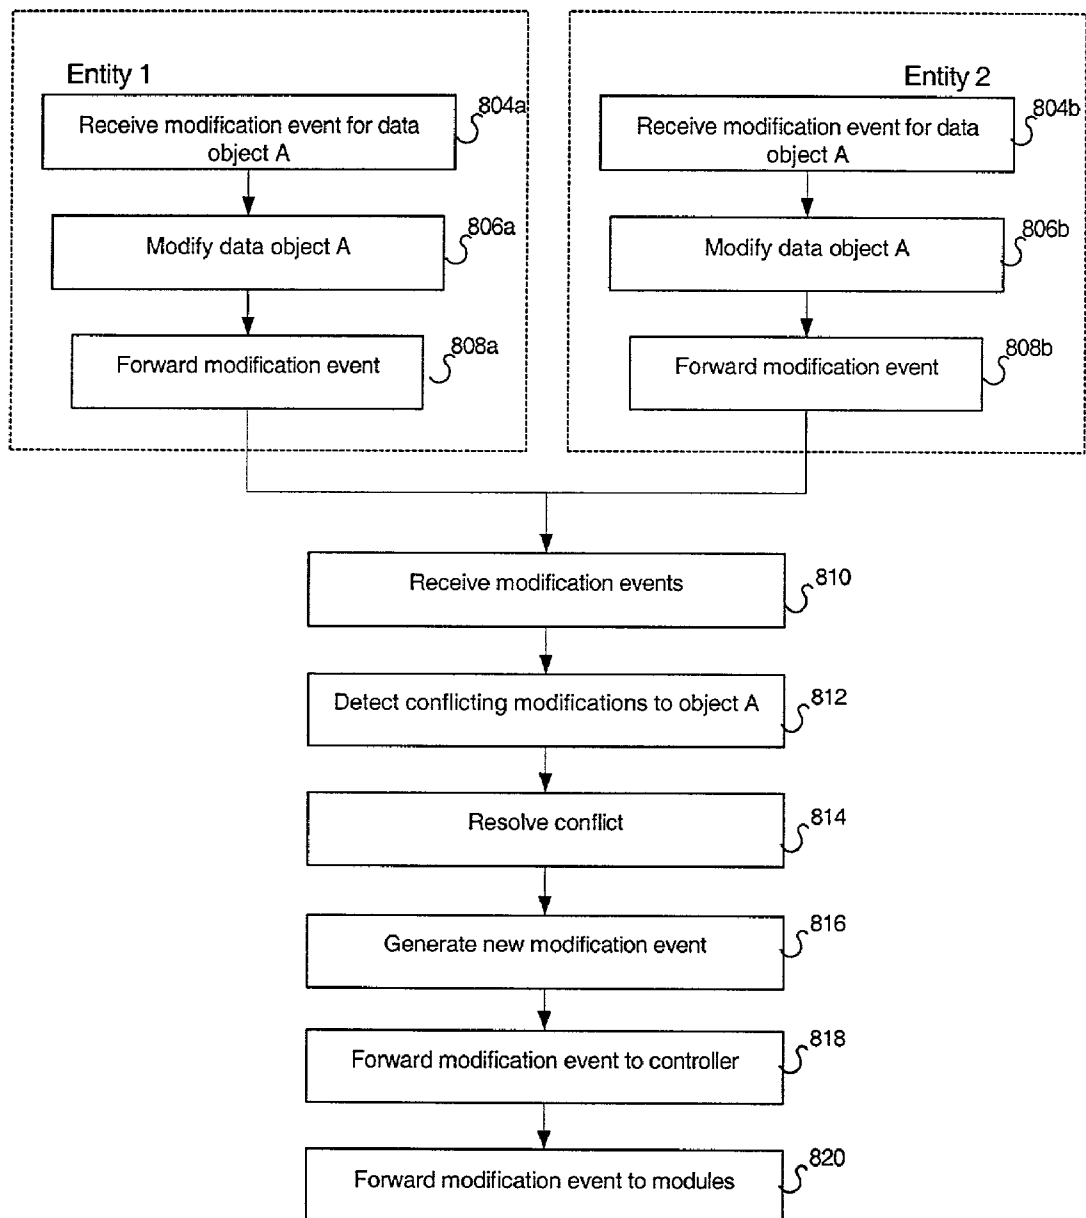 Entity 1
Receive modification event for data
object A
804a
Modify data object A
806a
Forward modification event
808a
Entity 2
Receive modification event for data
object A
804b
Modify data object A
806b
Forward modification event
808b
Receive modification events
810
Detect conflicting modifications to object A
812
Resolve conflict
814
Generate new modification event
816
Forward modification event to controller
818
Forward modification event to modules
820